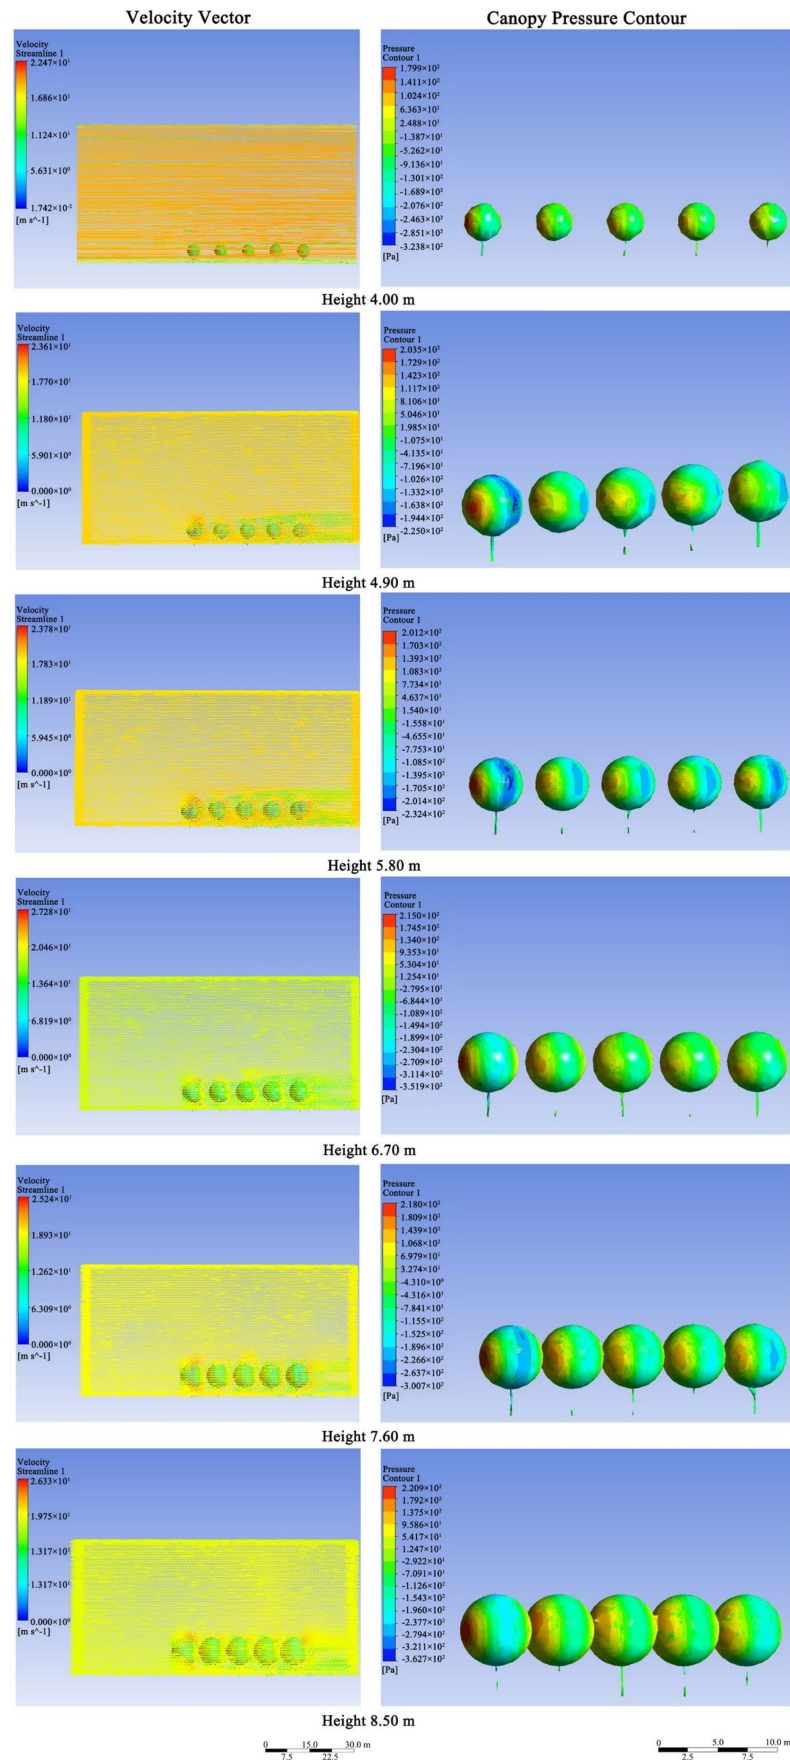 Velocity Vector
Canopy Pressure Contour
Velocity
Streamline 1
2.247×10¹
1.686×10¹
1.124×10¹
5.631×10⁰
1.742×10⁻²
[m s^-1]
Pressure
Contour 1
1.799×10²
1.411×10²
1.024×10²
6.363×10¹
2.488×10¹
-1.387×10¹
-5.262×10¹
-9.136×10¹
-1.301×10²
-1.689×10²
-2.076×10²
-2.463×10²
-2.851×10²
-3.238×10²
[Pa]
Height 4.00 m
Velocity
Streamline 1
2.361×10¹
1.770×10¹
1.180×10¹
5.901×10⁰
0.000×10⁰
[m s^-1]
Pressure
Contour 1
2.035×10²
1.729×10²
1.423×10²
1.117×10²
8.106×10¹
5.046×10¹
1.985×10¹
-1.075×10¹
-4.135×10¹
-7.196×10¹
-1.026×10²
-1.332×10²
-1.638×10²
-1.944×10²
-2.250×10²
[Pa]
Height 4.90 m
Velocity
Streamline 1
2.378×10¹
1.783×10¹
1.189×10¹
5.945×10⁰
0.000×10⁰
[m s^-1]
Pressure
Contour 1
2.012×10²
1.703×10²
1.393×10²
1.083×10²
7.734×10¹
4.637×10¹
1.540×10¹
-1.558×10¹
-4.655×10¹
-7.753×10¹
-1.085×10²
-1.395×10²
-1.705×10²
-2.014×10²
-2.324×10²
[Pa]
Height 5.80 m
Velocity
Streamline 1
2.728×10¹
2.046×10¹
1.364×10¹
6.819×10⁰
0.000×10⁰
[m s^-1]
Pressure
Contour 1
2.150×10²
1.745×10²
1.340×10²
9.353×10¹
5.304×10¹
1.254×10¹
-2.795×10¹
-6.844×10¹
-1.089×10²
-1.494×10²
-1.899×10²
-2.304×10²
-2.709×10²
-3.114×10²
-3.519×10²
[Pa]
Height 6.70 m
Velocity
Streamline 1
2.524×10¹
1.893×10¹
1.262×10¹
6.309×10⁰
0.000×10⁰
[m s^-1]
Pressure
Contour 1
2.180×10²
1.809×10²
1.439×10²
1.068×10²
6.979×10¹
3.274×10¹
-4.310×10⁰
-4.316×10¹
-7.841×10¹
-1.155×10²
-1.525×10²
-1.896×10²
-2.266×10²
-2.637×10²
-3.007×10²
[Pa]
Height 7.60 m
Velocity
Streamline 1
2.633×10¹
1.975×10¹
1.317×10¹
1.317×10¹
0.000×10⁰
[m s^-1]
Pressure
Contour 1
2.209×10²
1.792×10²
1.375×10²
9.586×10¹
5.417×10¹
1.247×10¹
-2.922×10¹
-7.091×10¹
-1.126×10²
-1.543×10²
-1.960×10²
-2.377×10²
-2.794×10²
-3.211×10²
-3.627×10²
[Pa]
Height 8.50 m
0 15.0 30.0 m
7.5 22.5
0 5.0 10.0 m
2.5 7.5